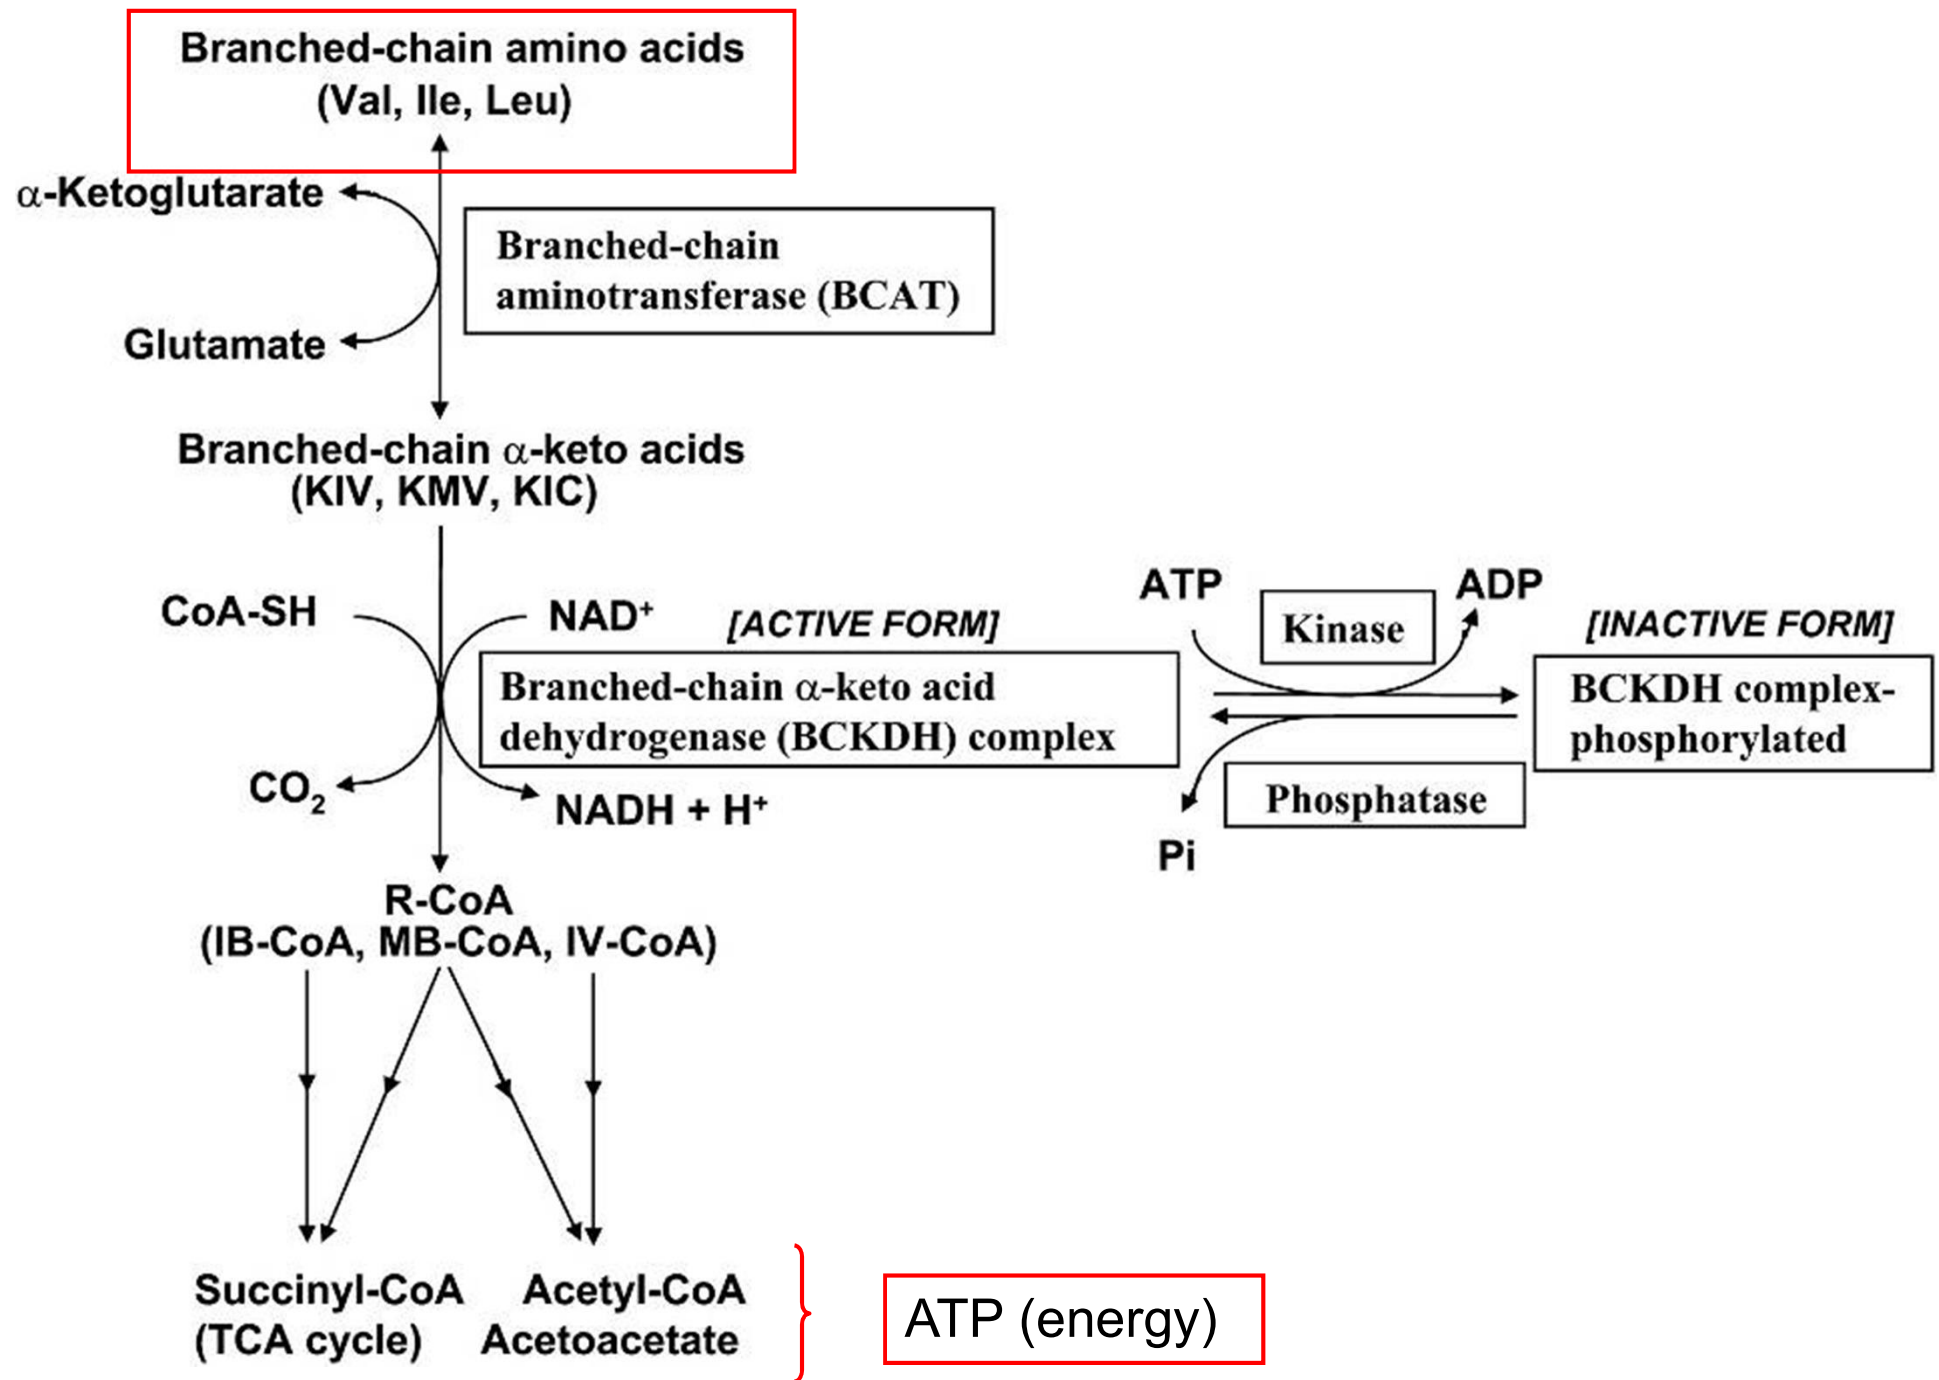 Branched-chain amino acids
(Val, Ile, Leu)
α-Ketoglutarate
Branched-chain
aminotransferase (BCAT)
Glutamate
Branched-chain α-keto acids
(KIV, KMV, KIC)
CoA-SH
NAD⁺
[ACTIVE FORM]
Branched-chain α-keto acid
dehydrogenase (BCKDH) complex
CO₂
NADH + H⁺
ATP
Kinase
ADP
[INACTIVE FORM]
BCKDH complex-
phosphorylated
Phosphatase
Pi
R-CoA
(IB-CoA, MB-CoA, IV-CoA)
Succinyl-CoA
(TCA cycle)
Acetyl-CoA
Acetoacetate
ATP (energy)